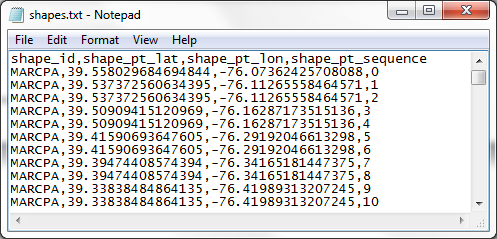 shapes.txt - Notepad
File Edit Format View Help
shape_id,shape_pt_lat,shape_pt_lon,shape_pt_sequence
MARCPA,39.558029684694844,-76.07362425708088,0
MARCPA,39.537372560634395,-76.11265558464571,1
MARCPA,39.537372560634395,-76.11265558464571,2
MARCPA,39.50909415120969,-76.16287173515136,3
MARCPA,39.50909415120969,-76.16287173515136,4
MARCPA,39.41590693647605,-76.29192046613298,5
MARCPA,39.41590693647605,-76.29192046613298,6
MARCPA,39.39474408574394,-76.34165181447375,7
MARCPA,39.39474408574394,-76.34165181447375,8
MARCPA,39.33838484864135,-76.41989313207245,9
MARCPA,39.33838484864135,-76.41989313207245,10